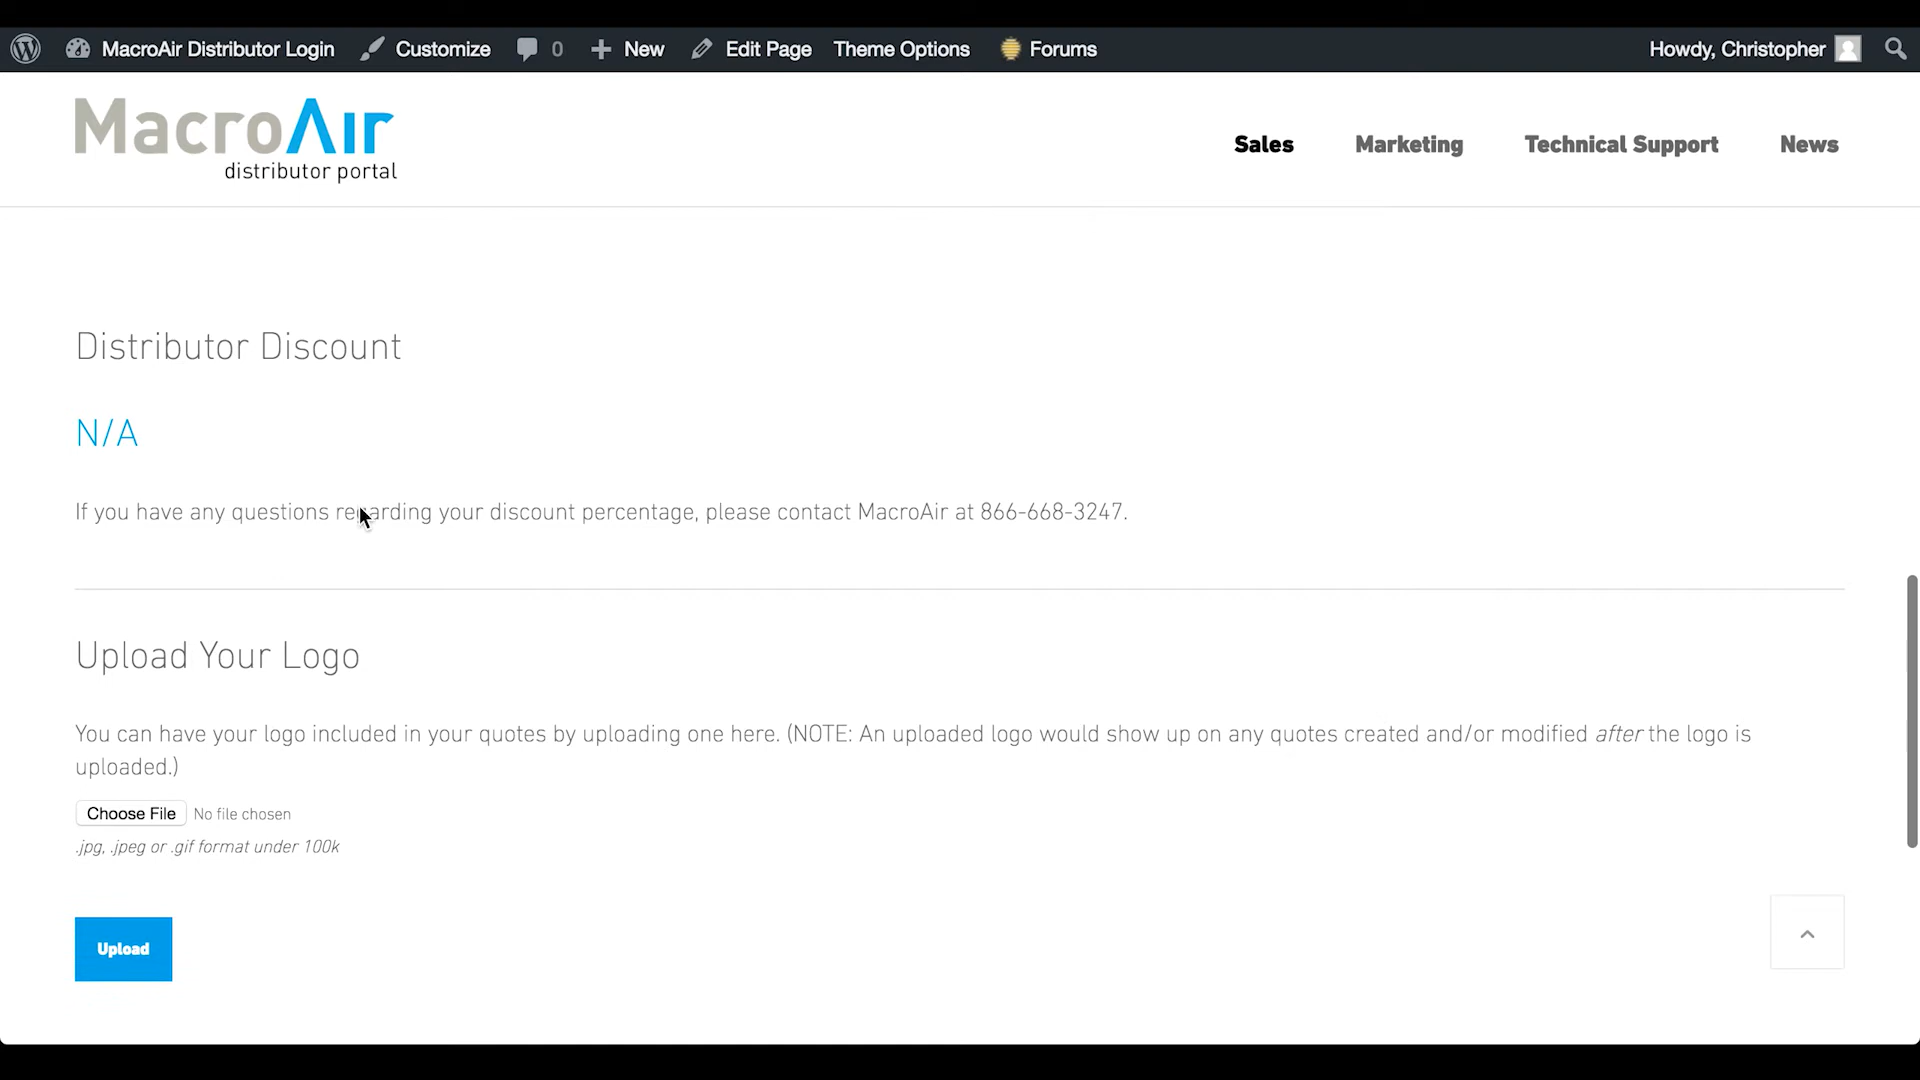 MacroAir Distributor Login Customize 0 New Edit Page Theme Options Forums Howdy, Christopher
MacroAir
distributor portal
Sales Marketing Technical Support News
Distributor Discount
N/A
If you have any questions regarding your discount percentage, please contact MacroAir at 866-668-3247.
Upload Your Logo
You can have your logo included in your quotes by uploading one here. (NOTE: An uploaded logo would show up on any quotes created and/or modified after the logo is
uploaded.)
Choose File No file chosen
.jpg, .jpeg or .gif format under 100k
Upload